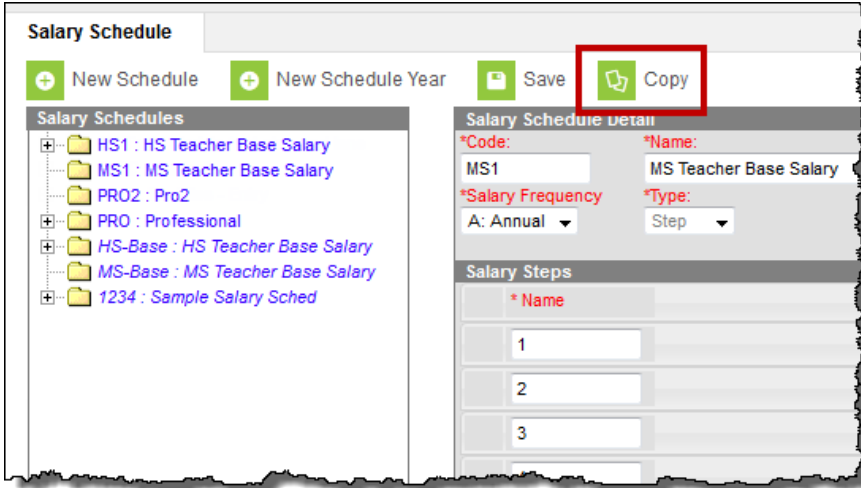 Salary Schedule
New Schedule New Schedule Year Save Copy
Salary Schedules
HS1 : HS Teacher Base Salary
MS1 : MS Teacher Base Salary
PRO2 : Pro2
PRO : Professional
HS-Base : HS Teacher Base Salary
MS-Base : MS Teacher Base Salary
1234 : Sample Salary Sched
Salary Schedule Detail
*Code: *Name:
MS1 MS Teacher Base Salary
*Salary Frequency *Type:
A: Annual Step
Salary Steps
* Name
1
2
3